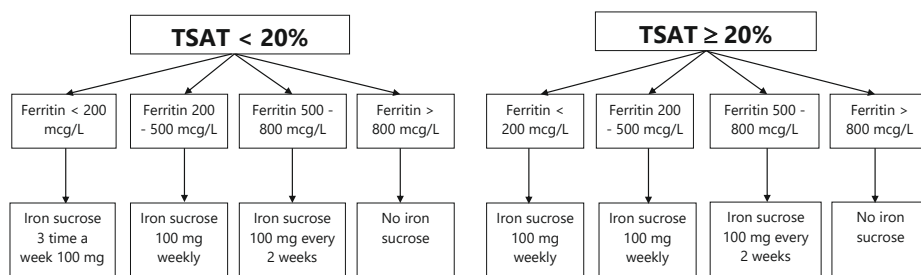 TSAT < 20%
TSAT ≥ 20%
Ferritin < 200
mcg/L
Ferritin 200
- 500 mcg/L
Ferritin 500 -
800 mcg/L
Ferritin >
800 mcg/L
Ferritin <
200 mcg/L
Ferritin 200
- 500 mcg/L
Ferritin 500 -
800 mcg/L
Ferritin >
800 mcg/L
Iron sucrose
3 time a
week 100 mg
Iron sucrose
100 mg
weekly
Iron sucrose
100 mg every
2 weeks
No iron
sucrose
Iron sucrose
100 mg
weekly
Iron sucrose
100 mg
weekly
Iron sucrose
100 mg every
2 weeks
No iron
sucrose